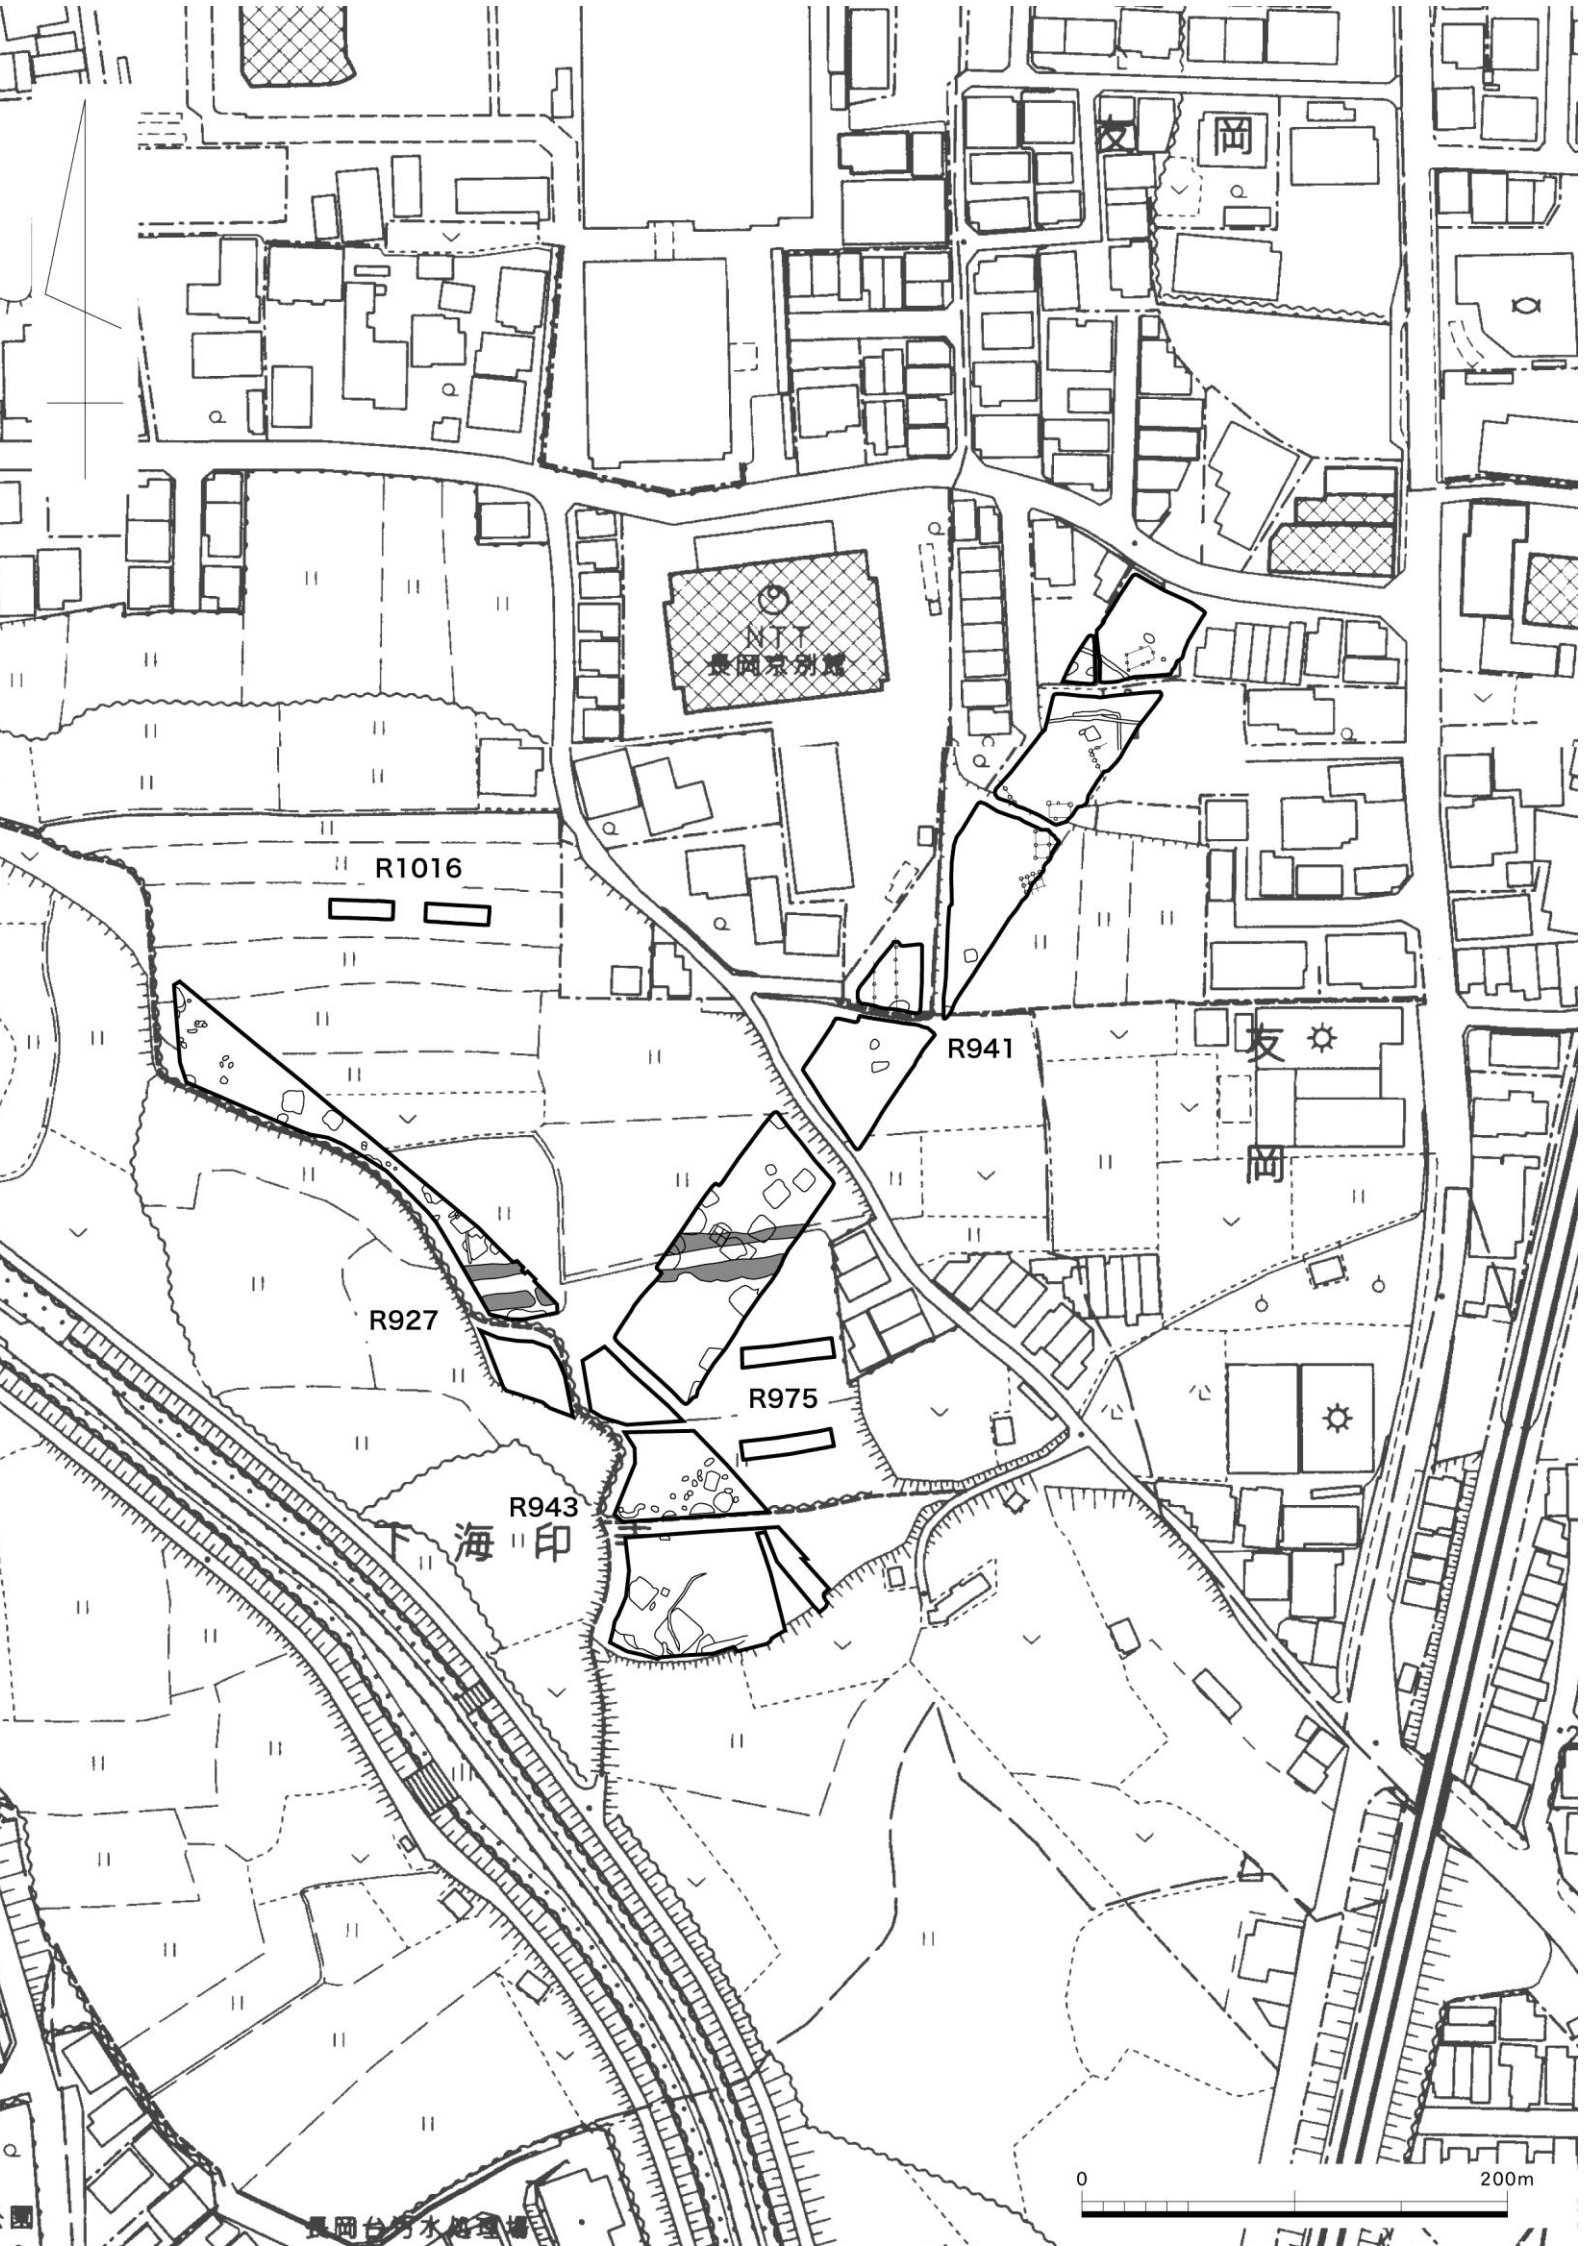 友 岡
NTT
長岡京別館
R1016
R941
友
岡
R927
R975
R943
下 海 印 寺
0 200m
長岡台汚水処理場